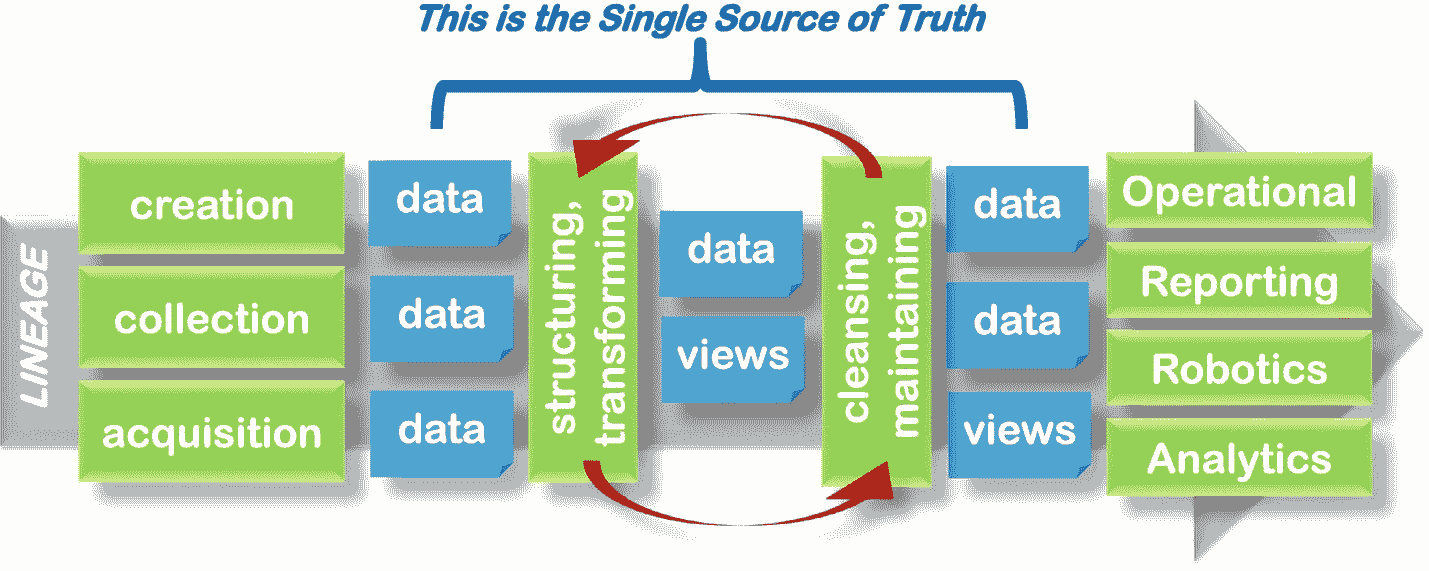 This is the Single Source of Truth
LINEAGE
creation
collection
acquisition
data
data
data
structuring,
transforming
data
views
cleansing,
maintaining
data
data
views
Operational
Reporting
Robotics
Analytics